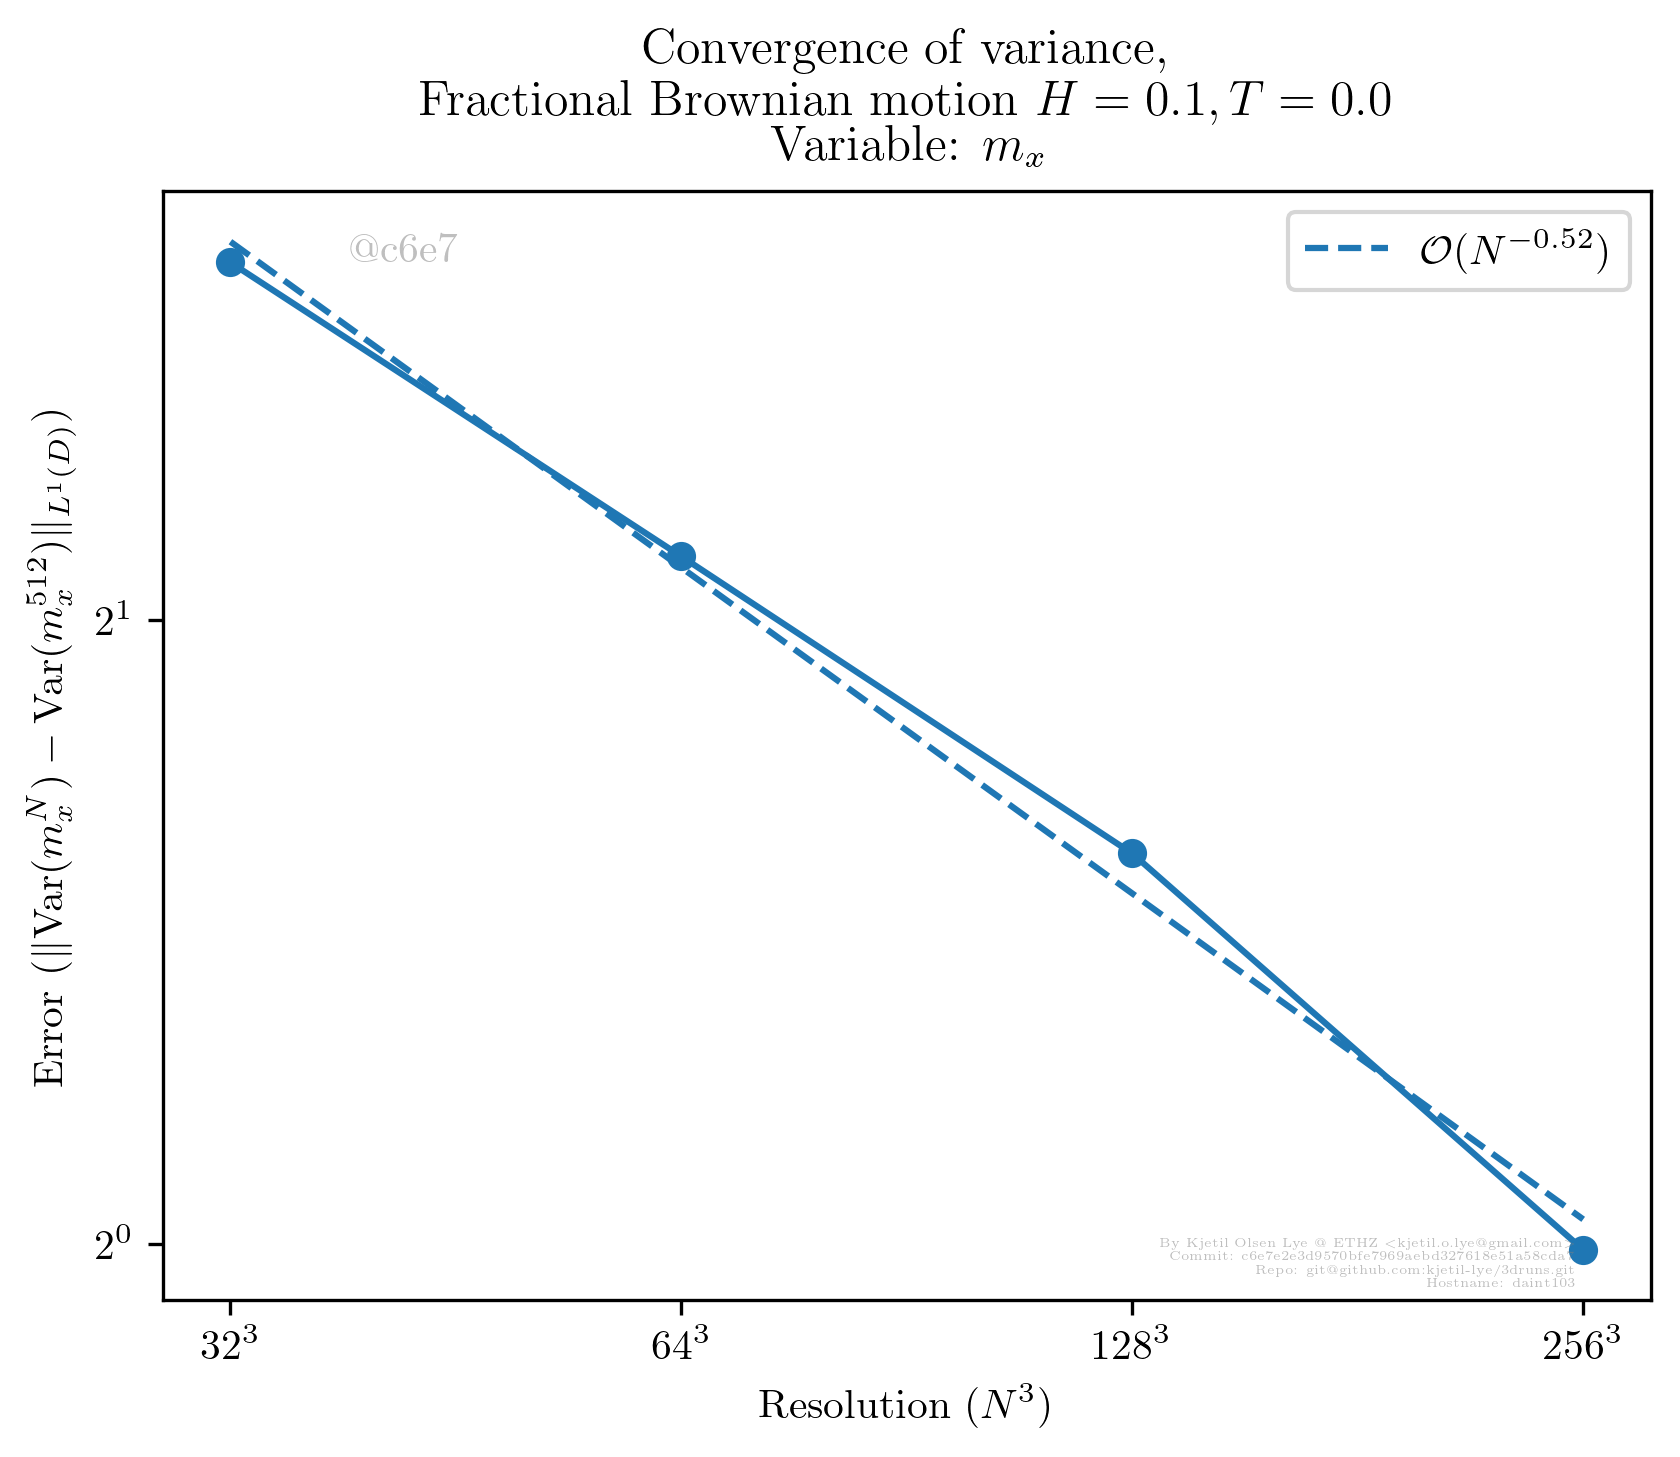 Convergence of variance,
Fractional Brownian motion H = 0.1, T = 0.0
Variable: m_x
@c6e7
O(N^{-0.52})
Error (||Var(m_x^N) − Var(m_x^{512})||_{L^1(D)})
2^1
2^0
By Kjetil Olsen Lye @ ETHZ <kjetil.o.lye@gmail.com>
Commit:
Repo: git@github.com:kjetil-lye/3druns.git
Hostname: daint103
32^3 64^3 128^3 256^3
Resolution (N^3)